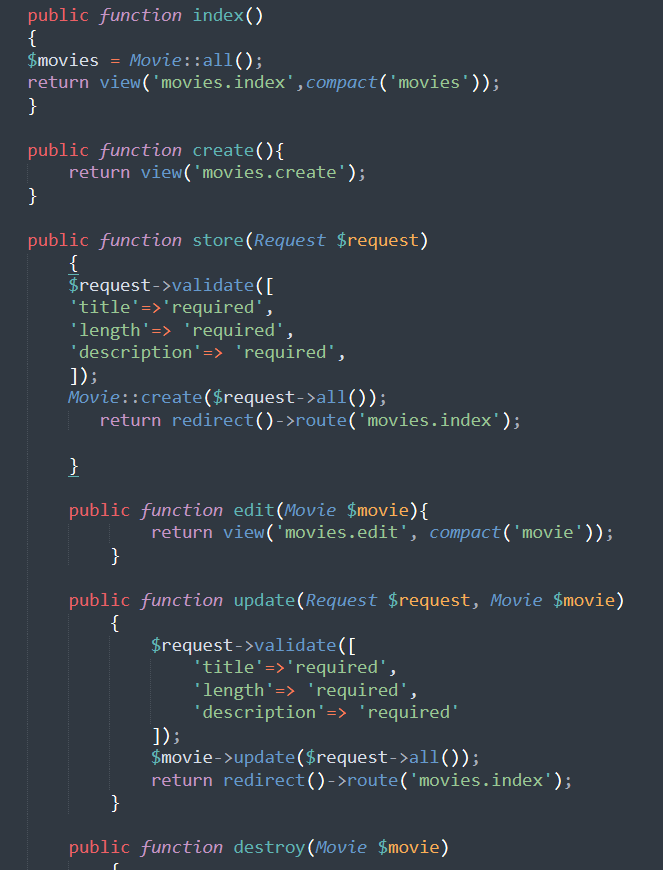 public function index()
{
$movies = Movie::all();
return view('movies.index',compact('movies'));
}
public function create(){
return view('movies.create');
}
public function store(Request $request)
{
$request->validate([
'title'=>'required',
'length'=> 'required',
'description'=> 'required',
]);
Movie::create($request->all());
return redirect()->route('movies.index');
}
public function edit(Movie $movie){
return view('movies.edit', compact('movie'));
}
public function update(Request $request, Movie $movie)
{
$request->validate([
'title'=>'required',
'length'=> 'required',
'description'=> 'required'
]);
$movie->update($request->all());
return redirect()->route('movies.index');
}
public function destroy(Movie $movie)
{